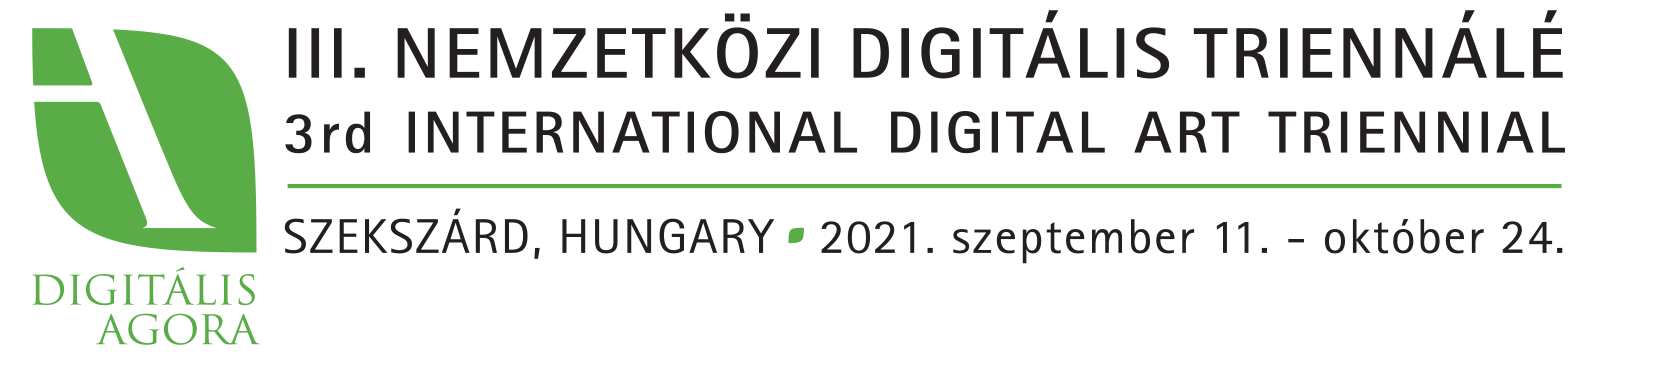 III. NEMZETKÖZI DIGITÁLIS TRIENNÁLÉ
3rd INTERNATIONAL DIGITAL ART TRIENNIAL
SZEKSZÁRD, HUNGARY 2021. szeptember 11. – október 24.
DIGITÁLIS
AGORA